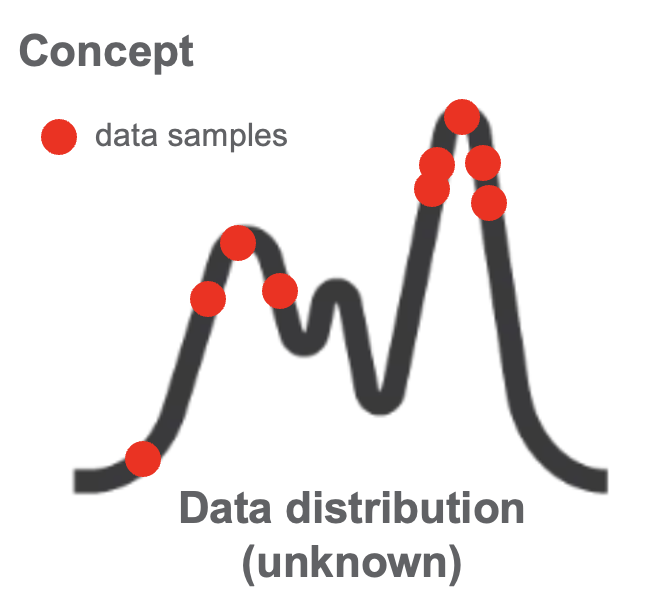 Concept
data samples
Data distribution
(unknown)